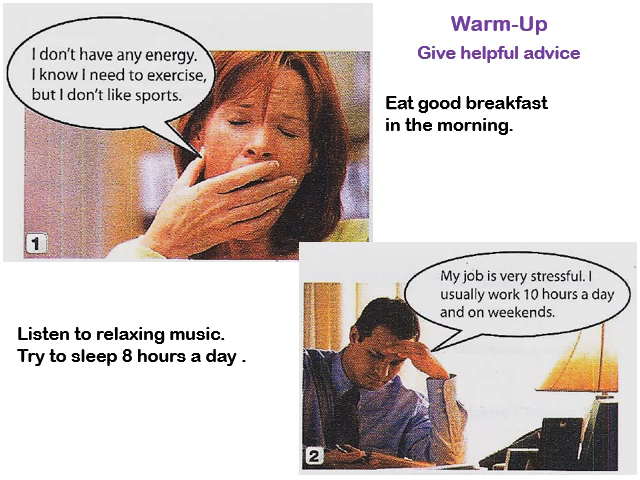 Warm-Up
Give helpful advice
I don't have any energy.
I know I need to exercise,
but I don't like sports.
Eat good breakfast
in the morning.
1
My job is very stressful. I
usually work 10 hours a day
and on weekends.
Listen to relaxing music.
Try to sleep 8 hours a day .
2